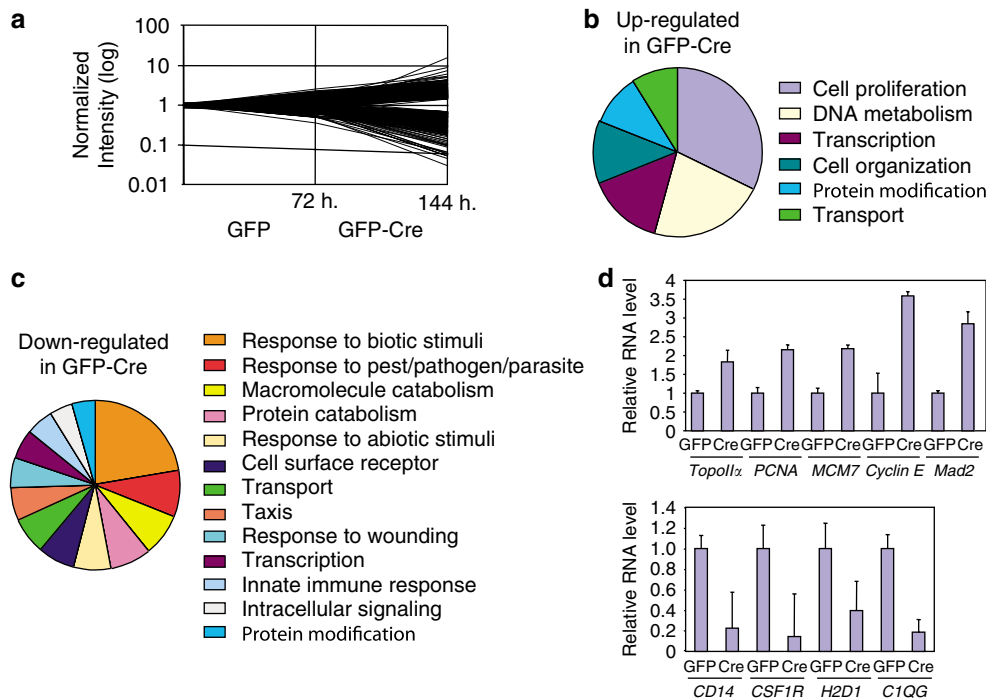 a
Normalized
Intensity (log)
100
10
1
0.1
0.01
72 h.
144 h.
GFP
GFP-Cre
b
Up-regulated
in GFP-Cre
Cell proliferation
DNA metabolism
Transcription
Cell organization
Protein modification
Transport
c
Down-regulated
in GFP-Cre
Response to biotic stimuli
Response to pest/pathogen/parasite
Macromolecule catabolism
Protein catabolism
Response to abiotic stimuli
Cell surface receptor
Transport
Taxis
Response to wounding
Transcription
Innate immune response
Intracellular signaling
Protein modification
d
Relative RNA level
4
3.5
3
2.5
2
1
0.5
0
GFP Cre GFP Cre GFP Cre GFP Cre GFP Cre
TopoIIα PCNA MCM7 Cyclin E Mad2
Relative RNA level
1.4
1.2
1.0
0.8
0.6
0.4
0.2
0
GFP Cre GFP Cre GFP Cre GFP Cre
CD14 CSF1R H2D1 C1QG